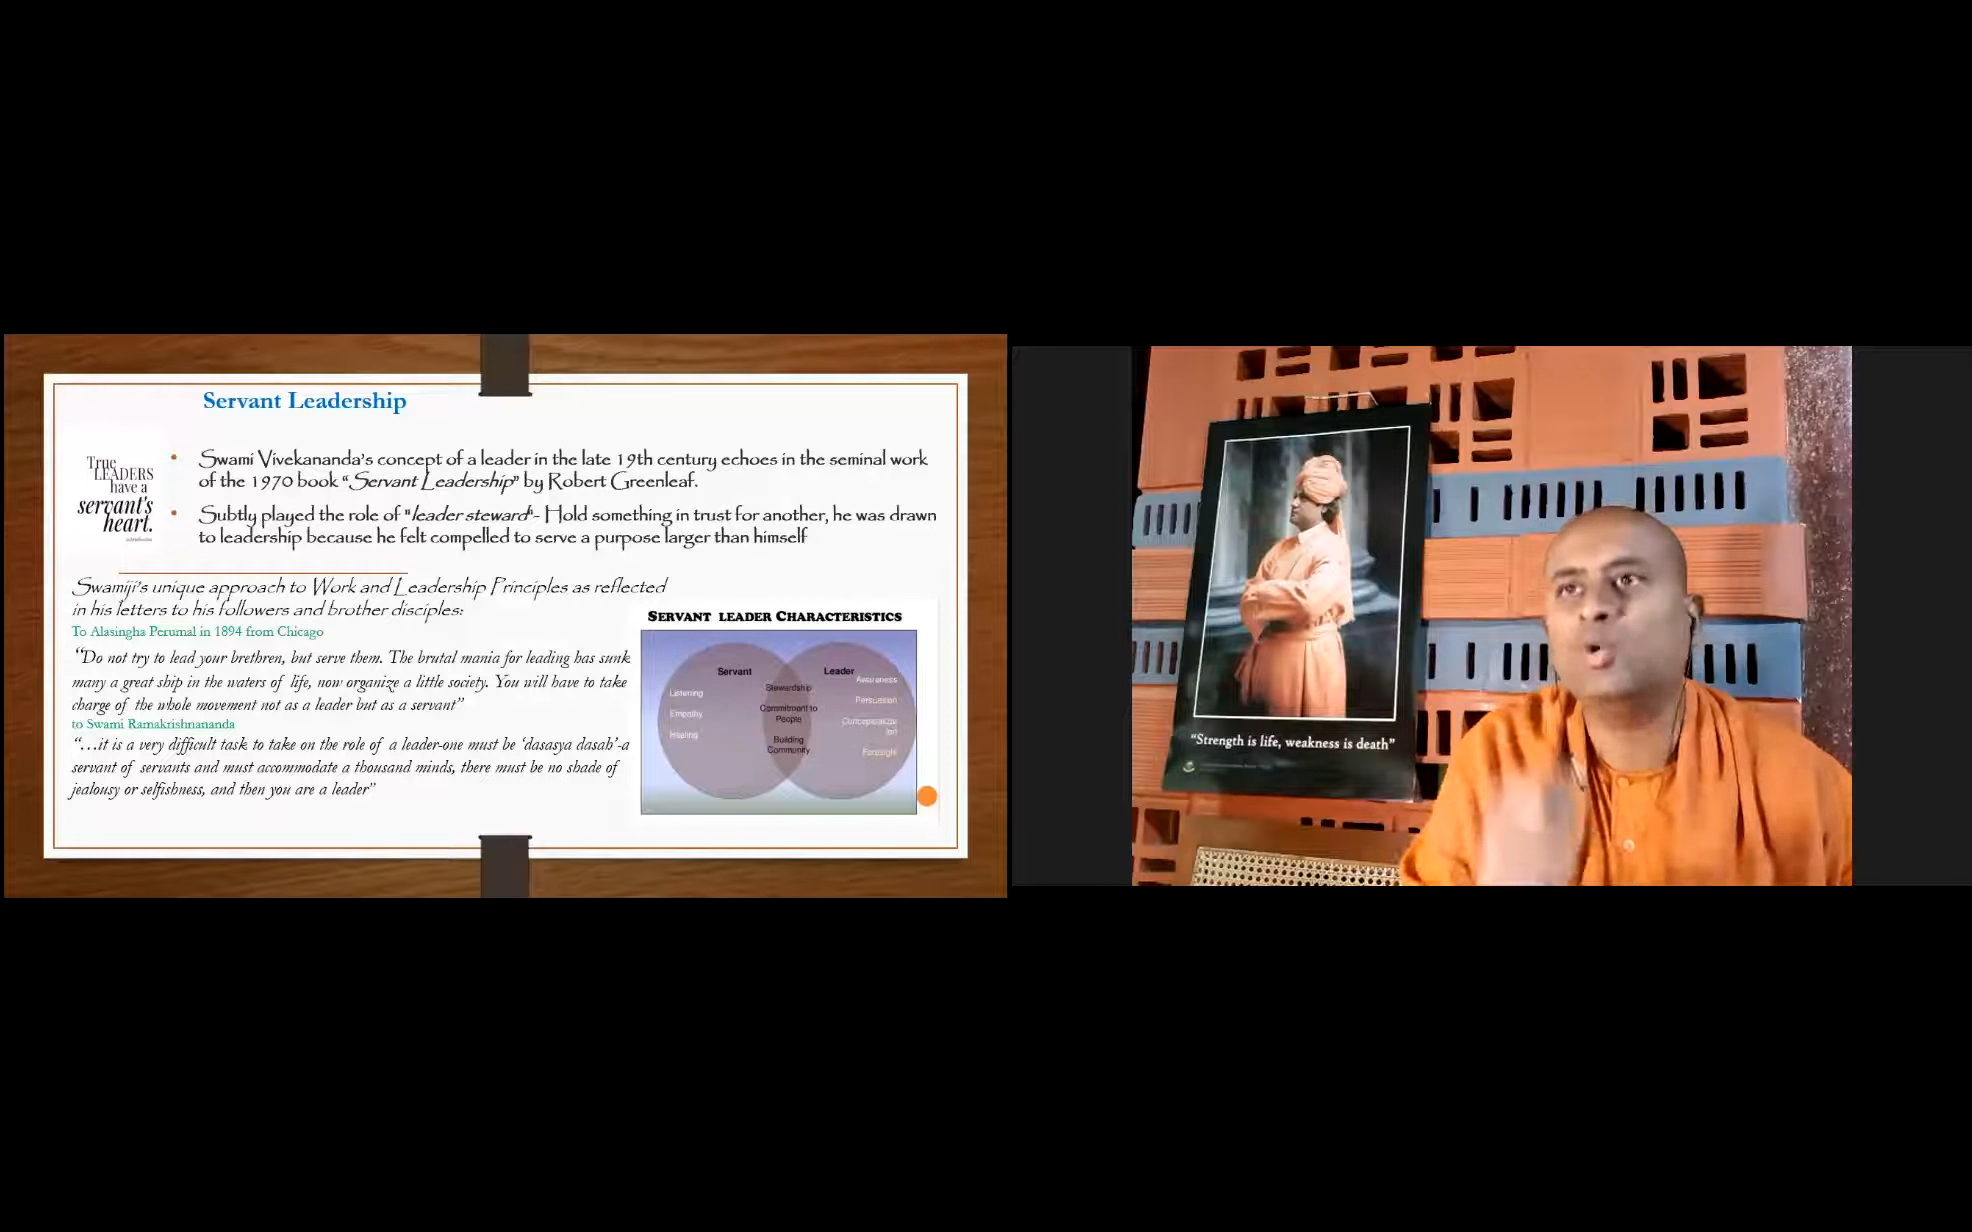 Servant Leadership
True
LEADERS
have a
servant's
heart.
• Swami Vivekananda's concept of a leader in the late 19th century echoes in the seminal work
of the 1970 book “Servant Leadership” by Robert Greenleaf.
• Subtly played the role of "leader steward"- Hold something in trust for another, he was drawn
to leadership because he felt compelled to serve a purpose larger than himself
Swamiji's unique approach to Work and Leadership Principles as reflected
in his letters to his followers and brother disciples:
To Alasingha Perumal in 1894 from Chicago
“Do not try to lead your brethren, but serve them. The brutal mania for leading has sunk
many a great ship in the waters of life, now organize a little society. You will have to take
charge of the whole movement not as a leader but as a servant”
to Swami Ramakrishnananda
“...it is a very difficult task to take on the role of a leader-one must be ‘dasasya dasah’-a
servant of servants and must accommodate a thousand minds, there must be no shade of
jealousy or selfishness, and then you are a leader”
SERVANT LEADER CHARACTERISTICS
Servant
Listening
Empathy
Healing
Stewardship
Commitment to
People
Building
Community
Leader
Awareness
Persuasion
Conceptualizat
ion
Foresight
“Strength is life, weakness is death”